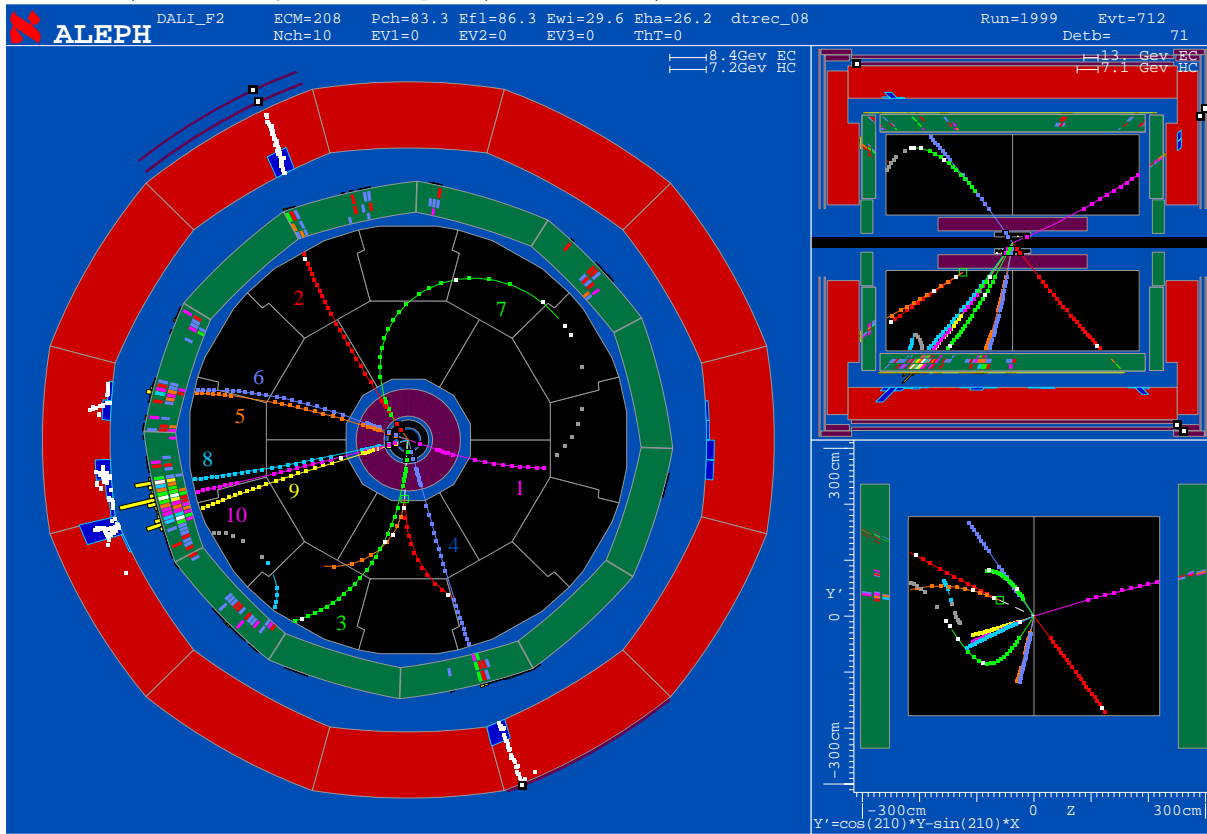 DALI_F2 ECM=208 Pch=83.3 Efl=86.3 Ewi=29.6 Eha=26.2 dtrec_08 Run=1999 Evt=712
ALEPH Nch=10 EV1=0 EV2=0 EV3=0 ThT=0 Detb= 71
8.4Gev EC
7.2Gev HC
13. Gev EC
7.1 Gev HC
2
7
6
5
8
9
1
10
4
3
300cm
Y'
0
-300cm
-300cm 0 Z 300cm
Y'=cos(210)*Y-sin(210)*X